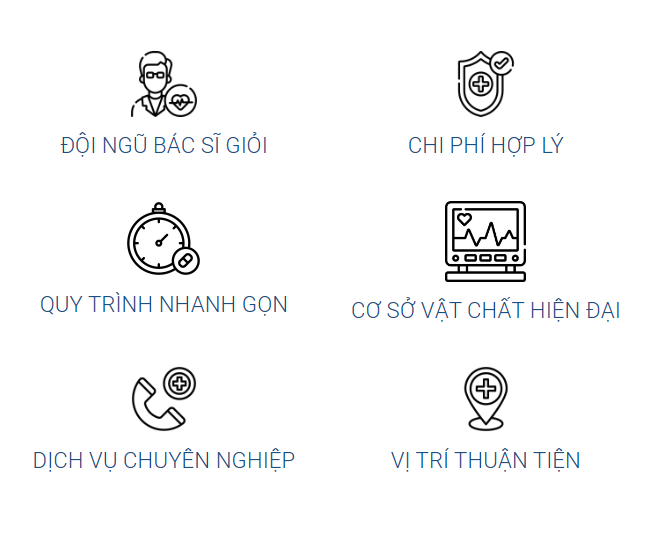 ĐỘI NGŨ BÁC SĨ GIỎI
CHI PHÍ HỢP LÝ
QUY TRÌNH NHANH GỌN
CƠ SỞ VẬT CHẤT HIỆN ĐẠI
DỊCH VỤ CHUYÊN NGHIỆP
VỊ TRÍ THUẬN TIỆN